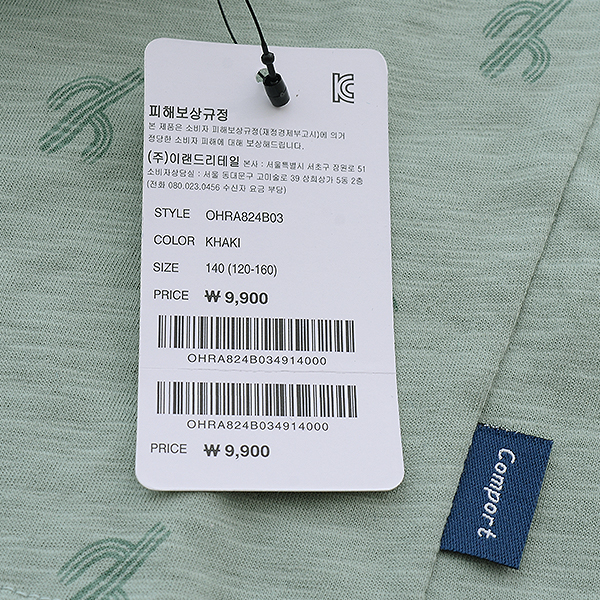 KC
피해보상규정
본 제품은 소비자 피해보상규정(재정경제부고시)에 의거
정당한 소비자 피해에 대해 보상해드립니다.
(주)이랜드리테일 본사 : 서울특별시 서초구 잠원로 51
소비자상담실 : 서울 동대문구 고미술로 39 삼희상가 5동 2층
(전화 080.023.0456 수신자 요금 부담)
STYLE OHRA824B03
COLOR KHAKI
SIZE 140 (120-160)
PRICE ₩ 9,900
OHRA824B034914000
OHRA824B034914000
PRICE ₩ 9,900
Comport